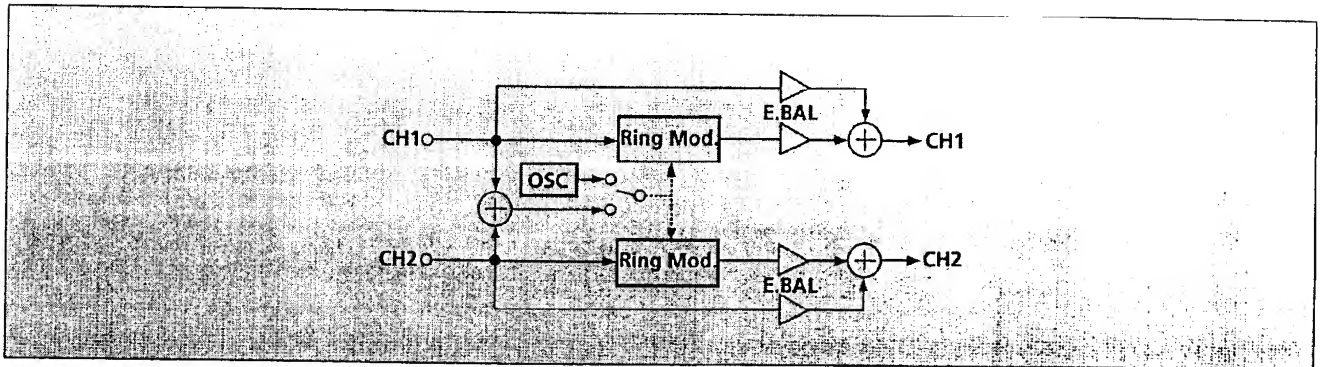 E.BAL
CH1 Ring Mod. CH1
OSC
CH2 Ring Mod. CH2
E.BAL